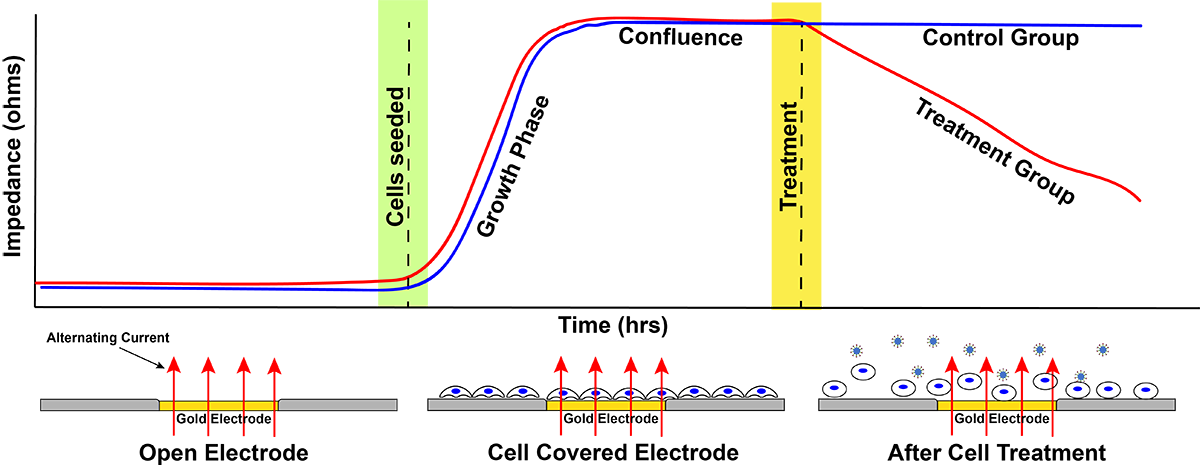 Impedance (ohms)
Cells seeded
Growth Phase
Confluence
Treatment
Control Group
Treatment Group
Time (hrs)
Alternating Current
Gold Electrode
Open Electrode
Gold Electrode
Cell Covered Electrode
Gold Electrode
After Cell Treatment